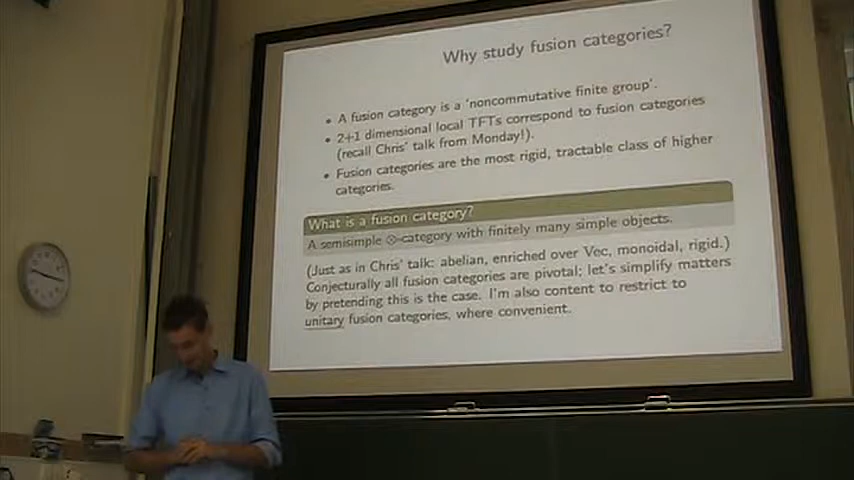 Why study fusion categories?
• A fusion category is a 'noncommutative finite group'.
• 2+1 dimensional local TFTs correspond to fusion categories
(recall Chris' talk from Monday!).
• Fusion categories are the most rigid, tractable class of higher
categories.
What is a fusion category?
A semisimple ⊗-category with finitely many simple objects.
(Just as in Chris' talk: abelian, enriched over Vec, monoidal, rigid.)
Conjecturally all fusion categories are pivotal; let's simplify matters
by pretending this is the case. I'm also content to restrict to
unitary fusion categories, where convenient.